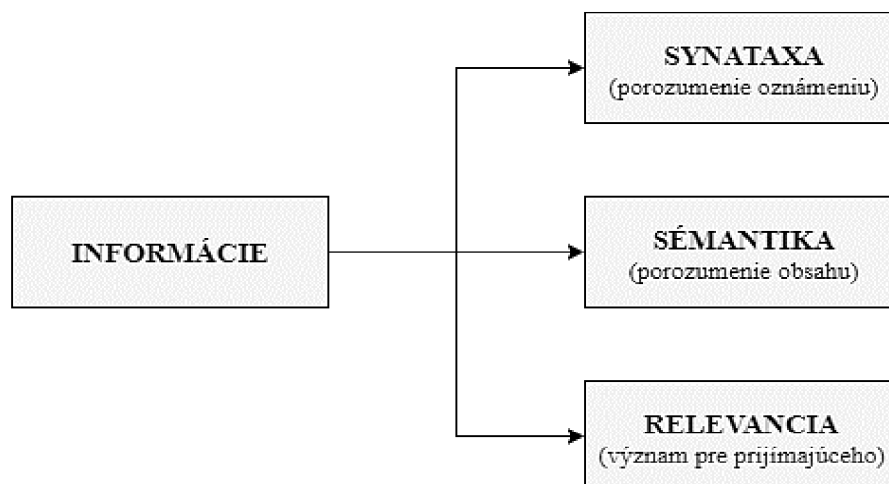 SYNATAXA
(porozumenie oznámeniu)
INFORMÁCIE
SÉMANTIKA
(porozumenie obsahu)
RELEVANCIA
(význam pre prijímajúceho)